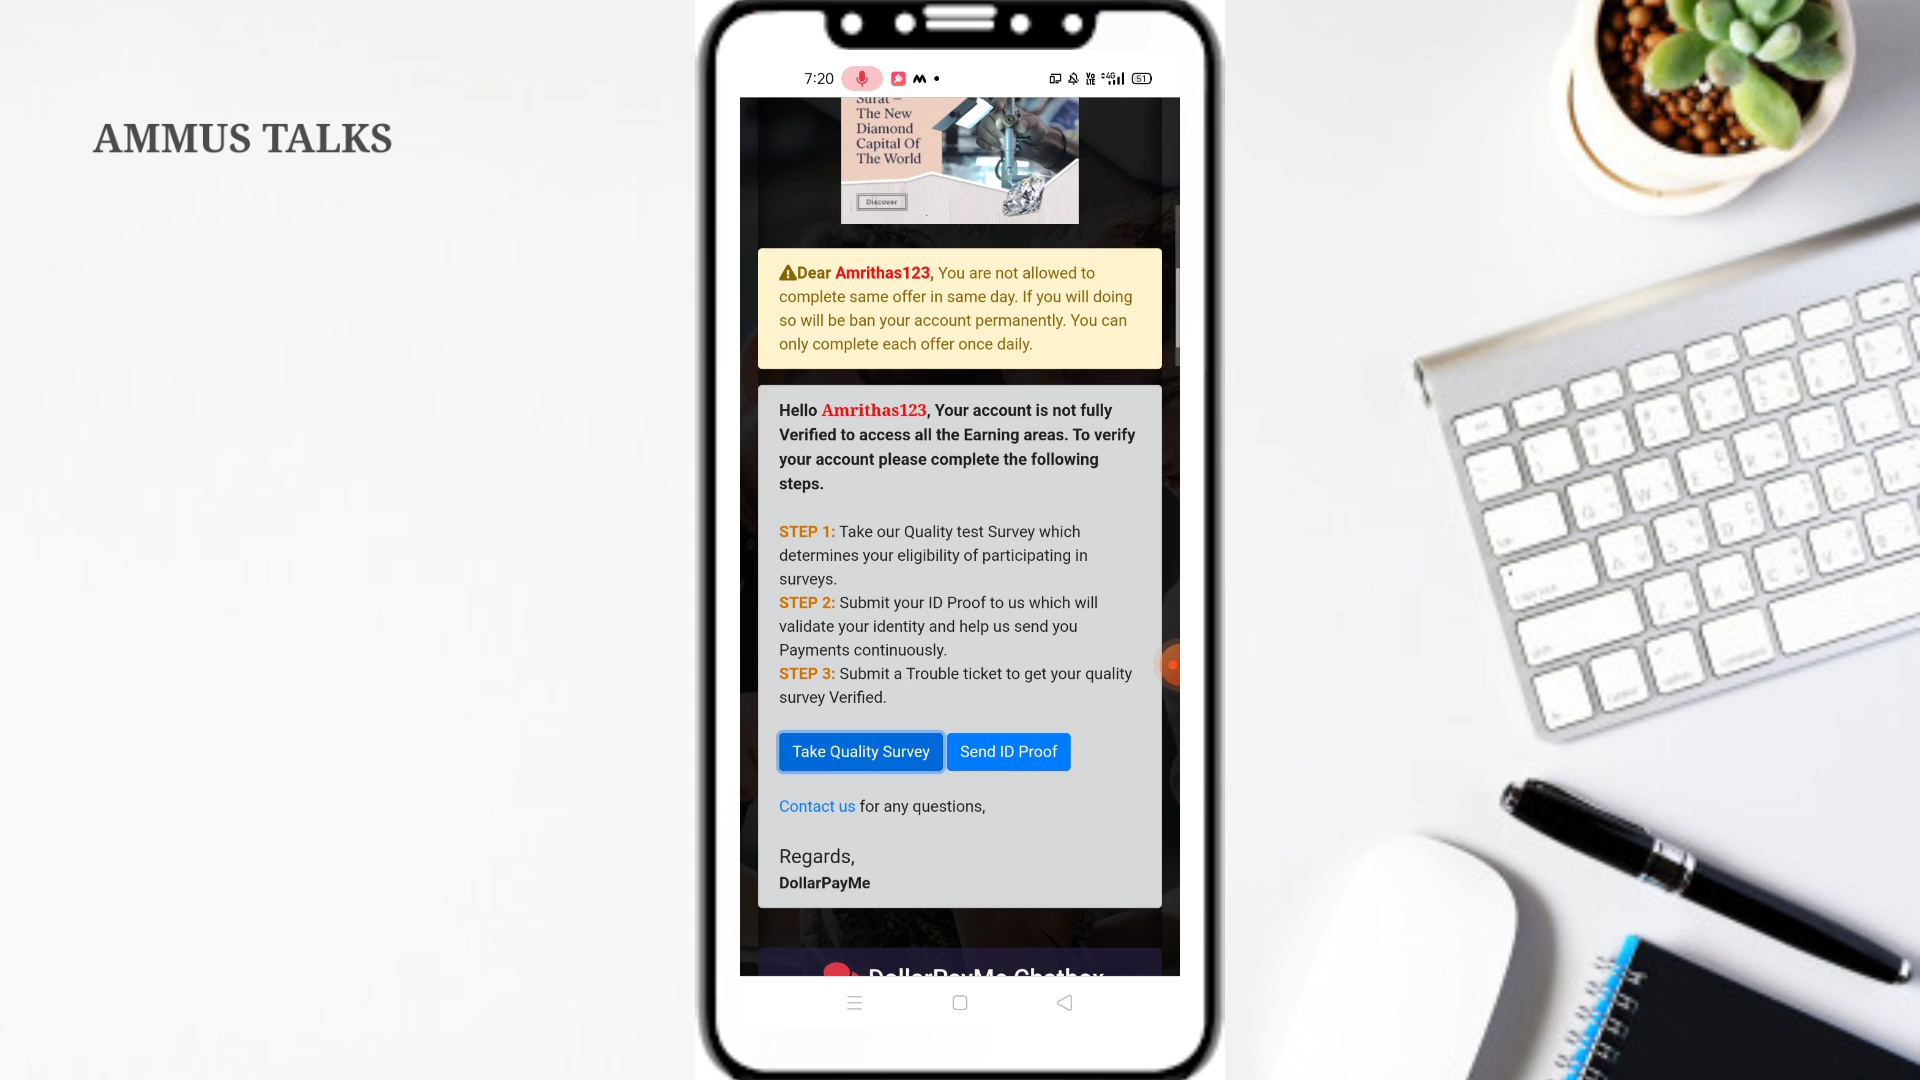 AMMUS TALKS
7:20
4G
51
Surat –
The New
Diamond
Capital Of
The World
Discover
Dear Amrithas123, You are not allowed to
complete same offer in same day. If you will doing
so will be ban your account permanently. You can
only complete each offer once daily.
Hello Amrithas123, Your account is not fully
Verified to access all the Earning areas. To verify
your account please complete the following
steps.
STEP 1: Take our Quality test Survey which
determines your eligibility of participating in
surveys.
STEP 2: Submit your ID Proof to us which will
validate your identity and help us send you
Payments continuously.
STEP 3: Submit a Trouble ticket to get your quality
survey Verified.
Take Quality Survey Send ID Proof
Contact us for any questions,
Regards,
DollarPayMe
DollarPayMe Chatbox